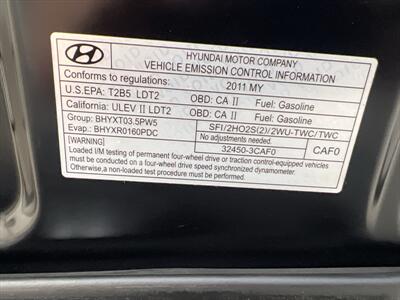 HYUNDAI MOTOR COMPANY
VEHICLE EMISSION CONTROL INFORMATION
Conforms to regulations: 2011 MY
U.S.EPA: T2B5 LDT2 OBD: CA II Fuel: Gasoline
California: ULEV II LDT2 OBD: CA II Fuel: Gasoline
Group: BHYXT03.5PW5 SFI/2HO2S(2)/2WU-TWC/TWC
Evap.: BHYXR0160PDC No adjustments needed.
[WARNING] 32450-3CAF0 CAF0
Loaded I/M testing of permanent four-wheel drive or traction control-equipped vehicles
must be conducted on a four-wheel speed synchronized dynamometer.
Otherwise,a non-loaded test procedure must be utilized.